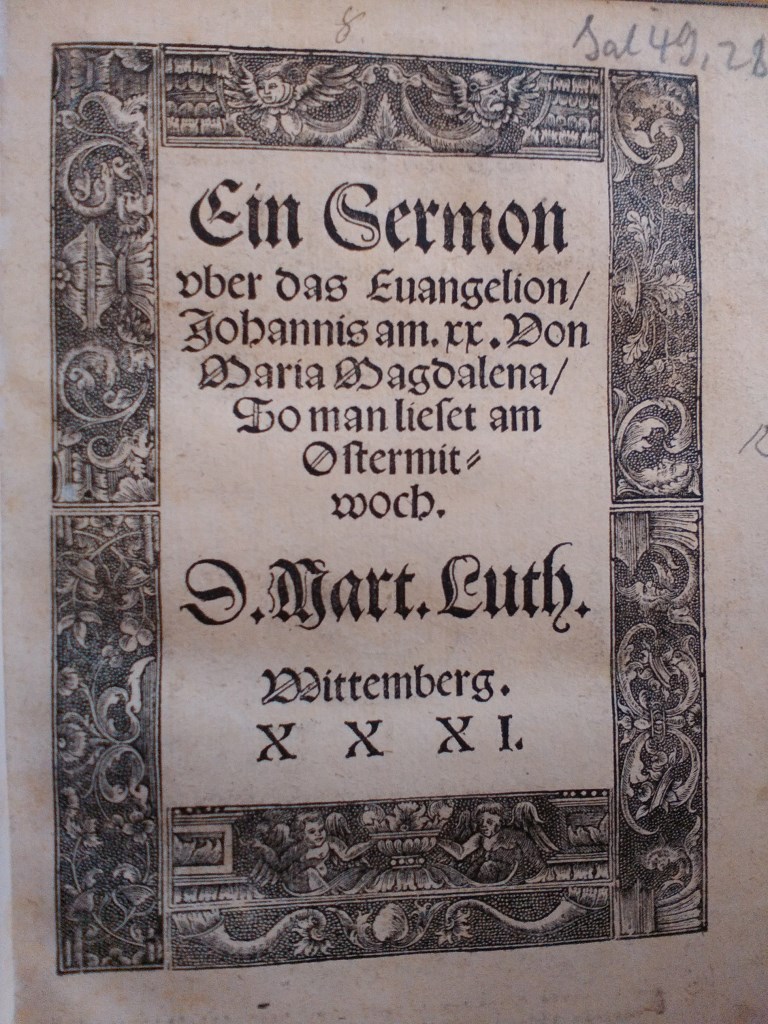 8.
Sal 49, 28
Ein Sermon
vber das Euangelion/
Johannis am. xx. Von
Maria Magdalena/
So man lieſet am
Oſtermit⸗
woch.
D. Mart. Luth.
Wittemberg.
X X X I.